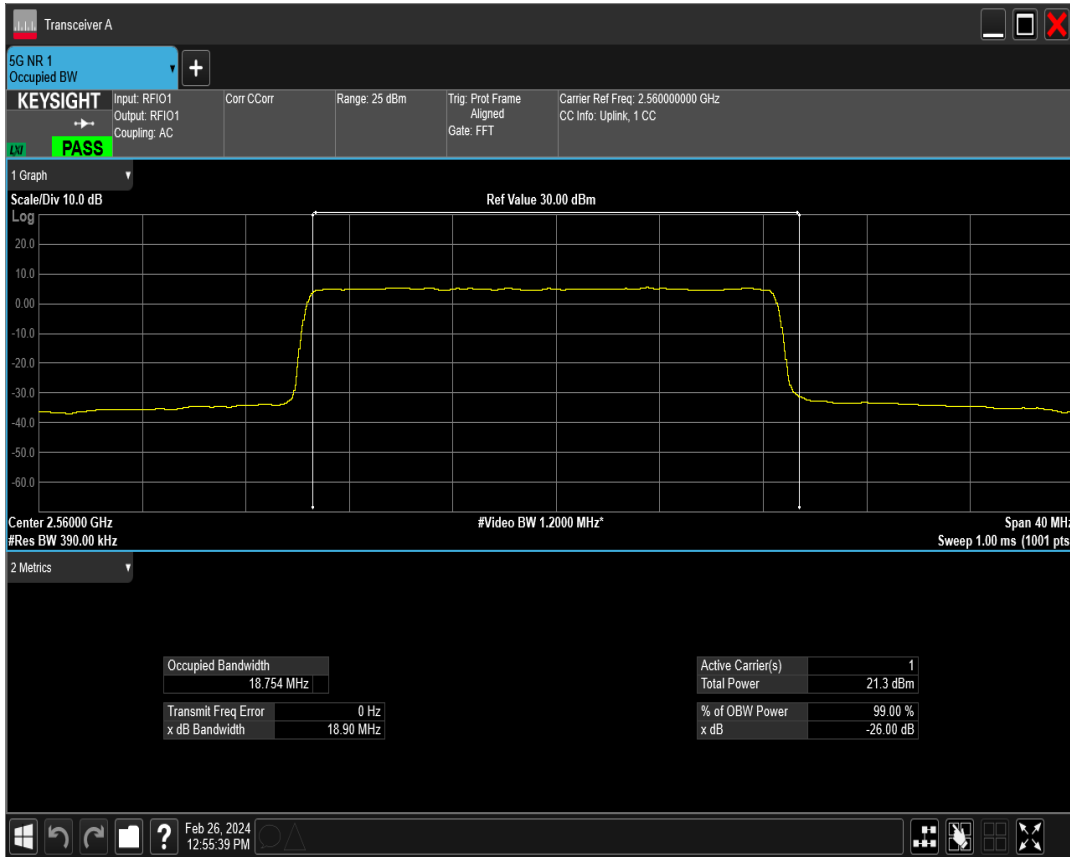 Transceiver A
5G NR 1
Occupied BW
+
KEYSIGHT
LXI
PASS
Input: RFIO1
Output: RFIO1
Coupling: AC
Corr CCorr
Range: 25 dBm
Trig: Prot Frame
Aligned
Gate: FFT
Carrier Ref Freq: 2.560000000 GHz
CC Info: Uplink, 1 CC
1 Graph
Scale/Div 10.0 dB
Ref Value 30.00 dBm
Log
20.0
10.0
0.00
-10.0
-20.0
-30.0
-40.0
-50.0
-60.0
Center 2.56000 GHz
#Video BW 1.2000 MHz*
Span 40 MHz
#Res BW 390.00 kHz
Sweep 1.00 ms (1001 pts
2 Metrics
Occupied Bandwidth
18.754 MHz
Transmit Freq Error 0 Hz
x dB Bandwidth 18.90 MHz
Active Carrier(s) 1
Total Power 21.3 dBm
% of OBW Power 99.00 %
x dB -26.00 dB
?
Feb 26, 2024
12:55:39 PM